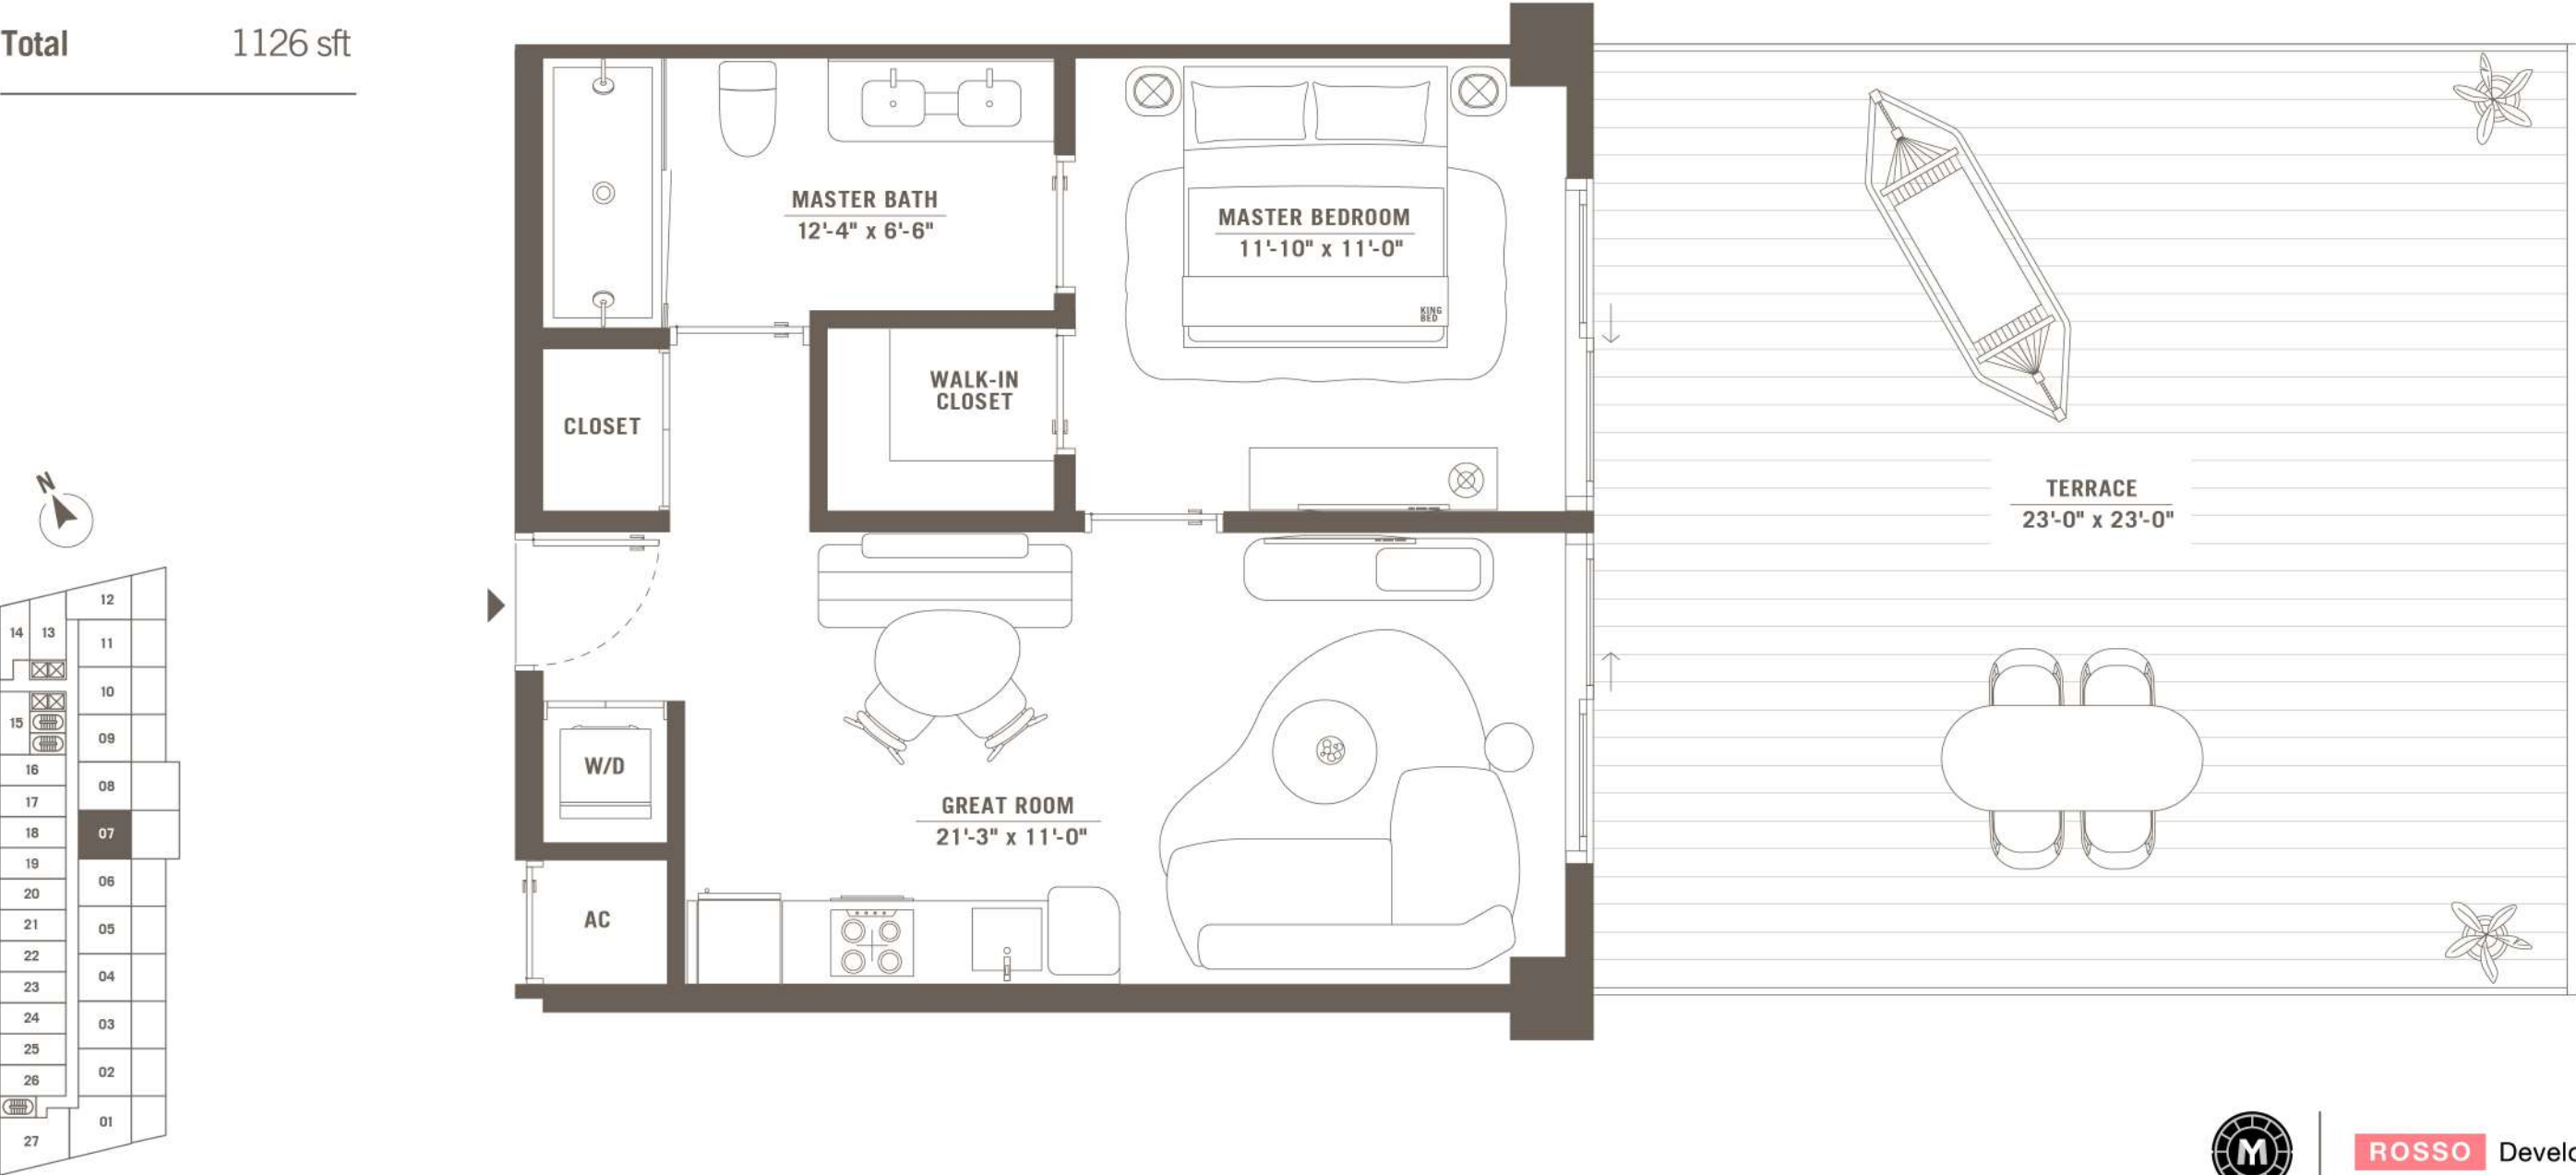 Total 1126 sft
MASTER BATH
12'-4" x 6'-6"
MASTER BEDROOM
11'-10" x 11'-0"
KING
BED
WALK-IN
CLOSET
CLOSET
TERRACE
23'-0" x 23'-0"
W/D
GREAT ROOM
21'-3" x 11'-0"
AC
N
12
14 13
11
10
15
09
16
08
17
18 07
19
06
20
21 05
22
04
23
24 03
25
02
26
01
27
M
ROSSO